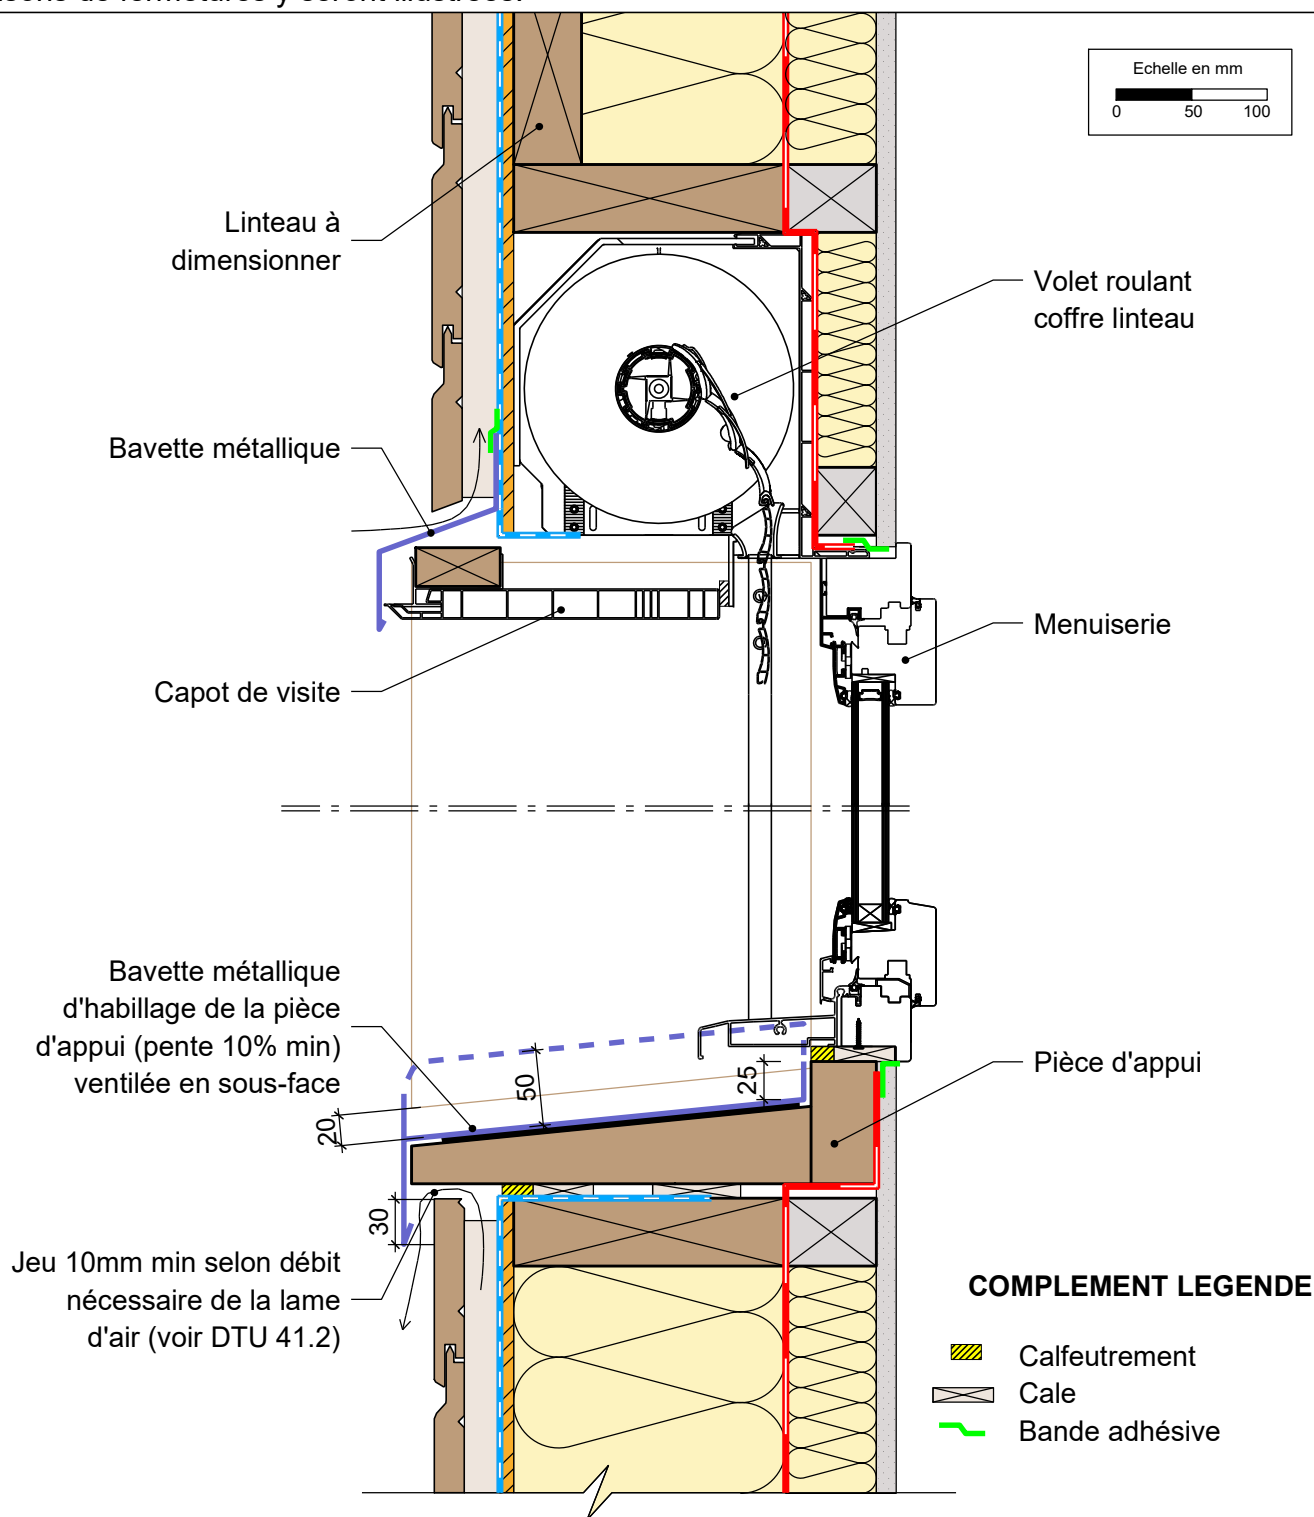 Echelle en mm
0 50 100
Linteau à
dimensionner
Volet roulant
coffre linteau
Bavette métallique
Menuiserie
Capot de visite
Bavette métallique
d'habillage de la pièce
d'appui (pente 10% min)
ventilée en sous-face
Pièce d'appui
50
25
20
30
Jeu 10mm min selon débit
nécessaire de la lame
d'air (voir DTU 41.2)
COMPLEMENT LEGENDE
Calfeutrement
Cale
Bande adhésive